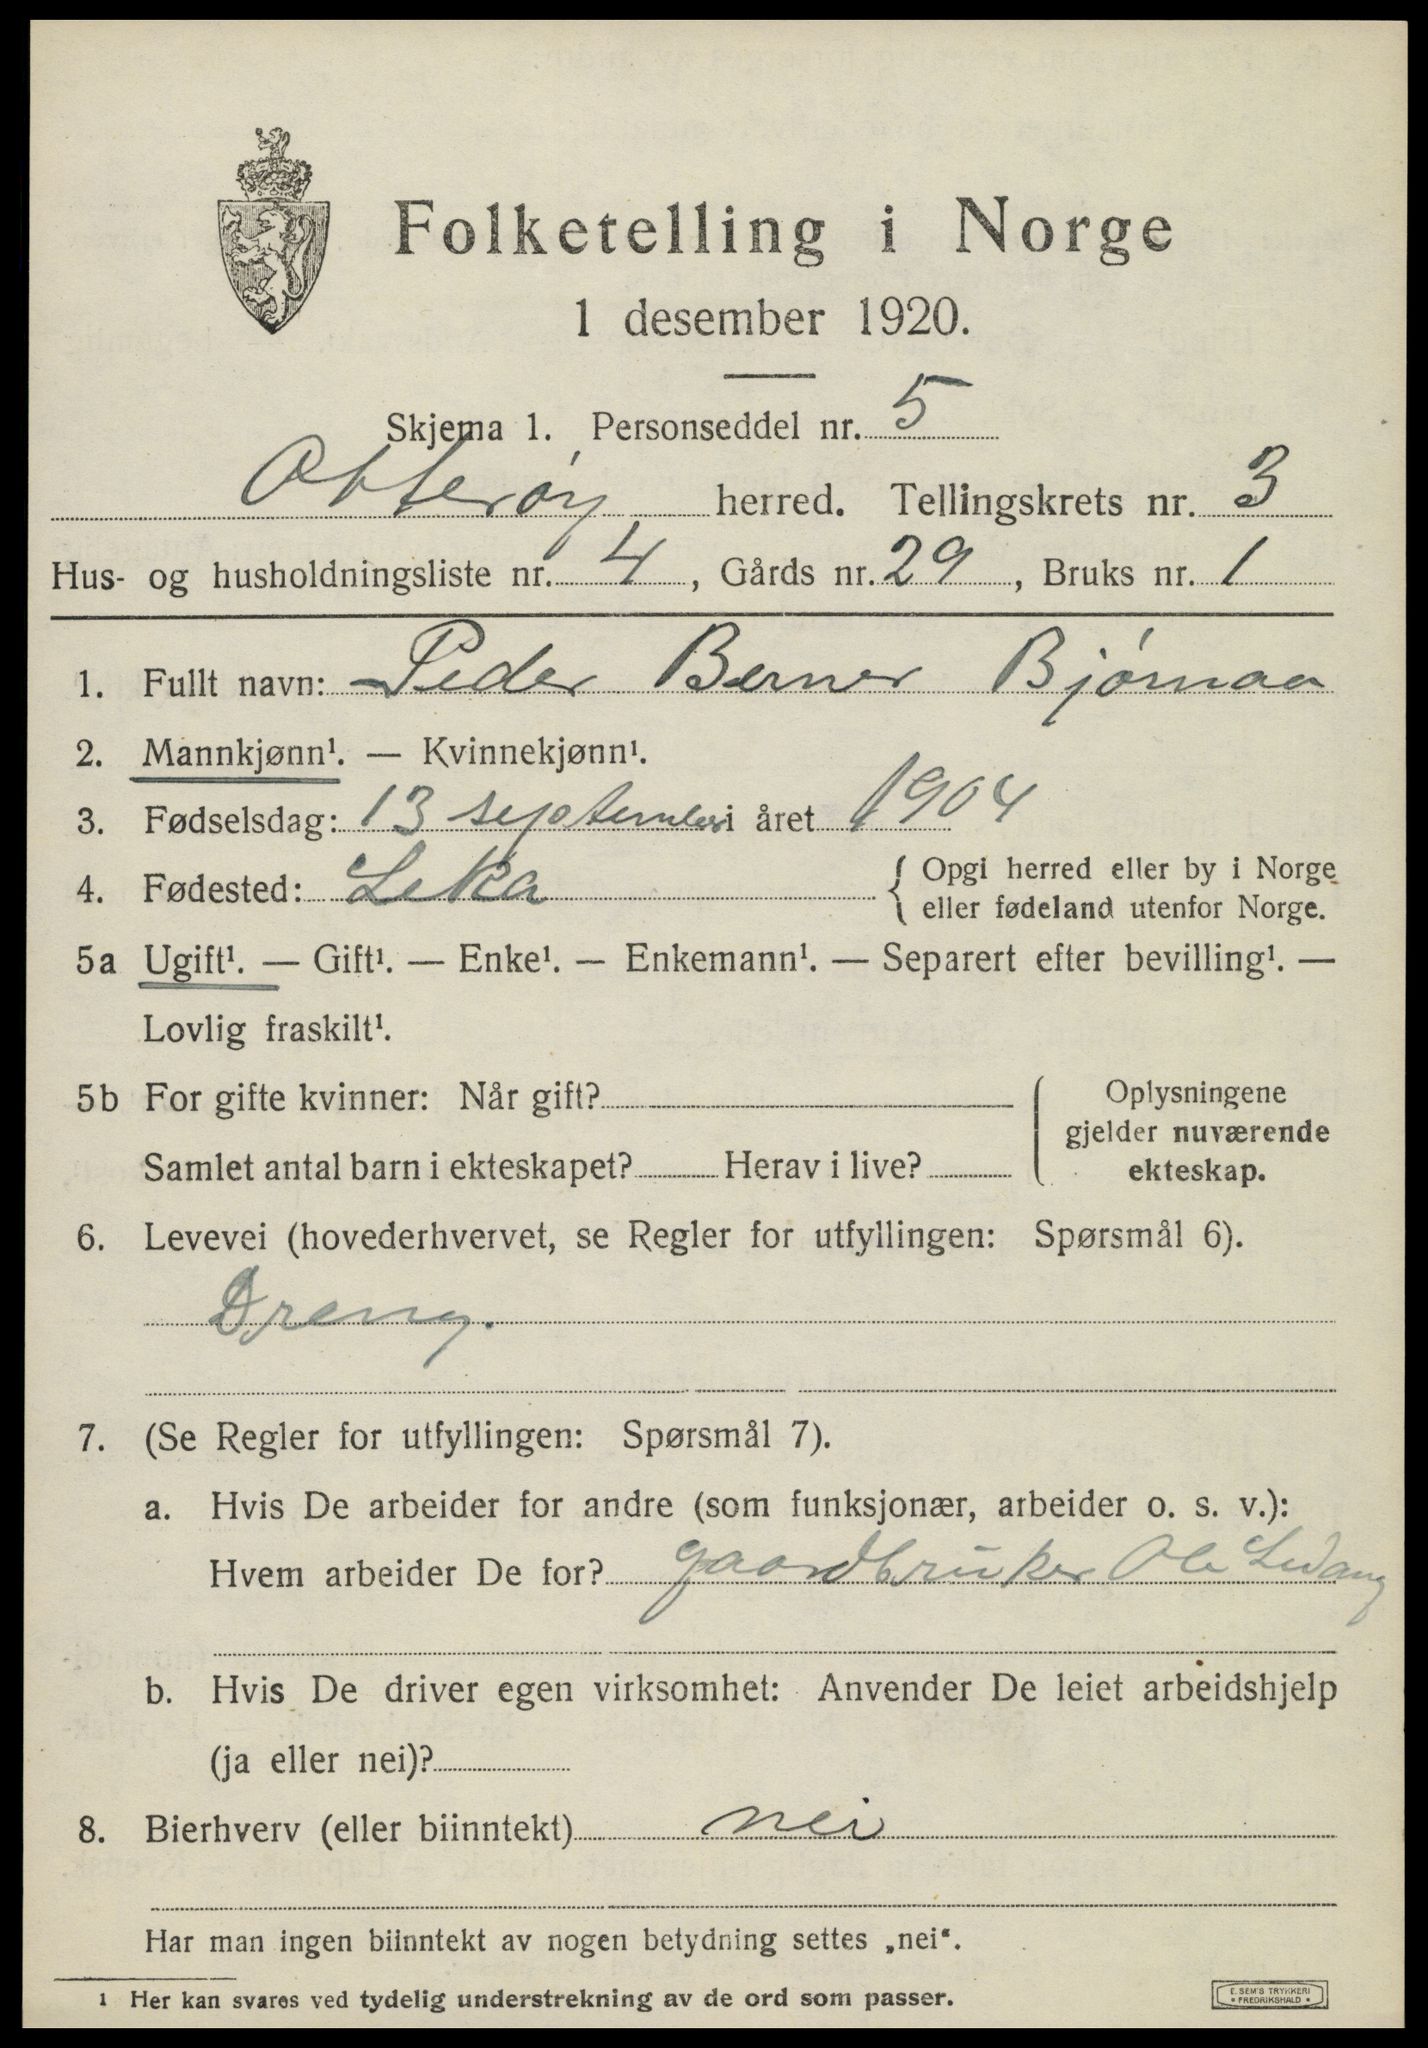 Folketelling i Norge
1 desember 1920.
Skjema 1. Personseddel nr. 5
Otterøy herred. Tellingskrets nr. 3
Hus- og husholdningsliste nr. 4, Gårds nr. 29, Bruks nr. 1
1. Fullt navn: Peder Berner Bjørnaa
2. Mannkjønn¹. — Kvinnekjønn¹.
3. Fødselsdag: 13 september i året 1904
4. Fødested: Leka { Opgi herred eller by i Norge
eller fødeland utenfor Norge.
5a Ugift¹. — Gift¹. — Enke¹. — Enkemann¹. — Separert efter bevilling¹. —
Lovlig fraskilt¹.
5b For gifte kvinner: Når gift?
Samlet antal barn i ekteskapet? Herav i live?
Oplysningene
gjelder nuværende
ekteskap.
6. Levevei (hovederhvervet, se Regler for utfyllingen: Spørsmål 6).
Dreng.
7. (Se Regler for utfyllingen: Spørsmål 7).
a. Hvis De arbeider for andre (som funksjonær, arbeider o. s. v.):
Hvem arbeider De for? gaardbruker Ole Ledang
b. Hvis De driver egen virksomhet: Anvender De leiet arbeidshjelp
(ja eller nei)?
8. Bierhverv (eller biinntekt) nei
Har man ingen biinntekt av nogen betydning settes „nei“.
1 Her kan svares ved tydelig understrekning av de ord som passer.
E. SEM'S TRYKKERI
• FREDRIKSHALD •